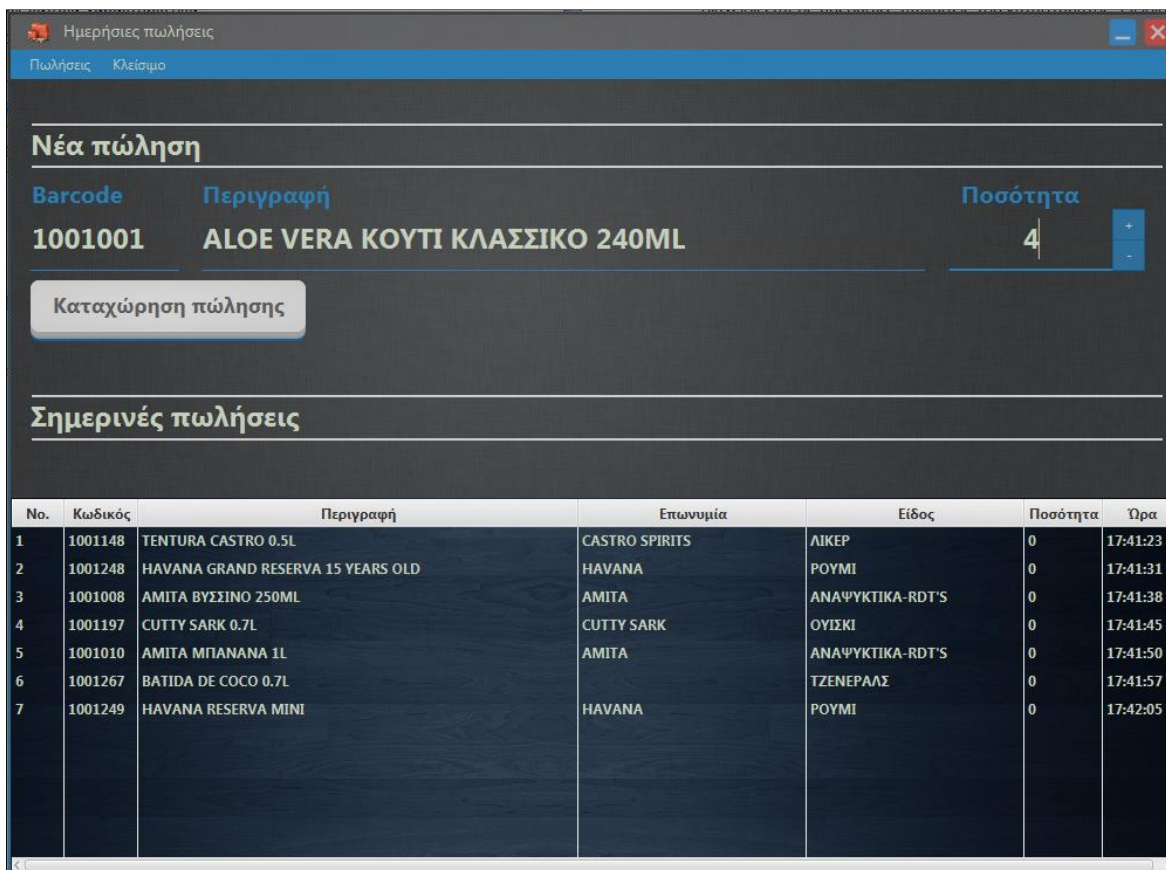 Ημερήσιες πωλήσεις
Πωλήσεις Κλείσιμο
Νέα πώληση
Barcode Περιγραφή Ποσότητα
1001001 ALOE VERA ΚΟΥΤΙ ΚΛΑΣΣΙΚΟ 240ML 4 +
-
Καταχώρηση πώλησης
Σημερινές πωλήσεις
No. Κωδικός Περιγραφή Επωνυμία Είδος Ποσότητα Ώρα
1 1001148 TENTURA CASTRO 0.5L CASTRO SPIRITS ΛΙΚΕΡ 0 17:41:23
2 1001248 HAVANA GRAND RESERVA 15 YEARS OLD HAVANA ΡΟΥΜΙ 0 17:41:31
3 1001008 ΑΜΙΤΑ ΒΥΣΣΙΝΟ 250ML ΑΜΙΤΑ ΑΝΑΨΥΚΤΙΚΑ-RDT'S 0 17:41:38
4 1001197 CUTTY SARK 0.7L CUTTY SARK ΟΥΙΣΚΙ 0 17:41:45
5 1001010 ΑΜΙΤΑ ΜΠΑΝΑΝΑ 1L ΑΜΙΤΑ ΑΝΑΨΥΚΤΙΚΑ-RDT'S 0 17:41:50
6 1001267 BATIDA DE COCO 0.7L ΤΖΕΝΕΡΑΛΣ 0 17:41:57
7 1001249 HAVANA RESERVA MINI HAVANA ΡΟΥΜΙ 0 17:42:05